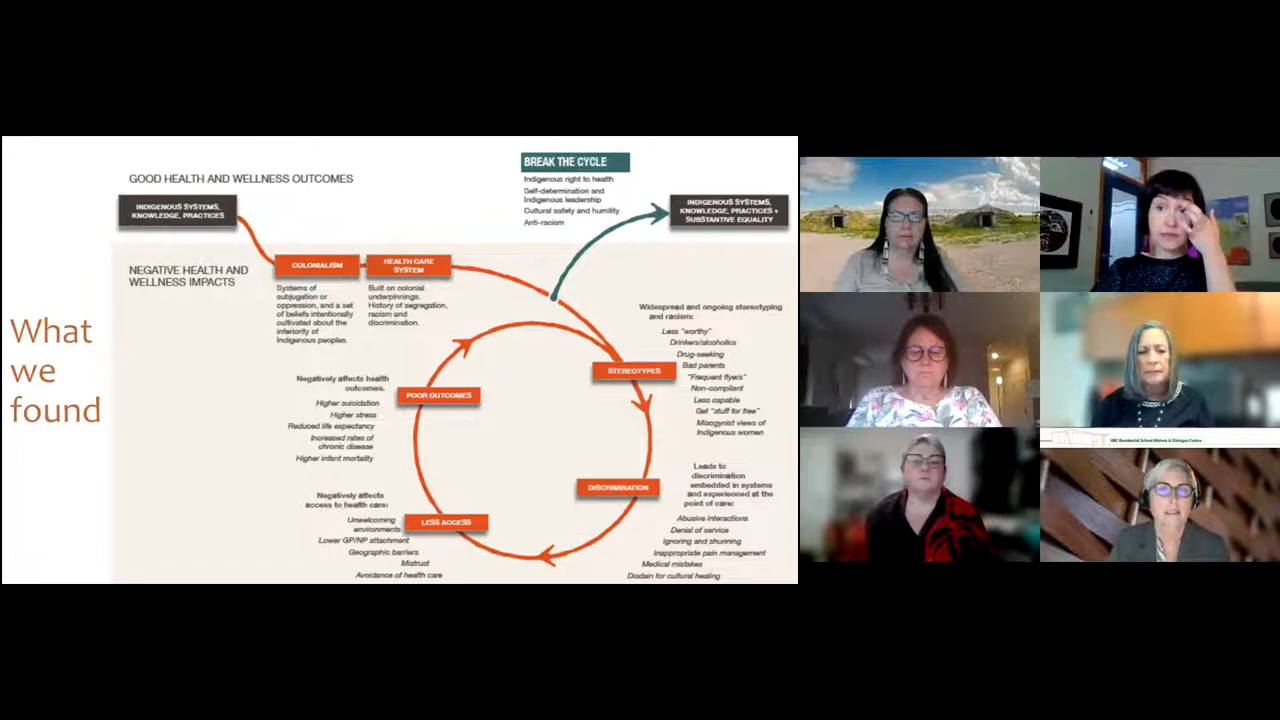 What
we
found
GOOD HEALTH AND WELLNESS OUTCOMES
INDIGENOUS SYSTEMS,
KNOWLEDGE, PRACTICES
BREAK THE CYCLE
Indigenous right to health
Self-determination and
Indigenous leadership
Cultural safety and humility
Anti-racism
INDIGENOUS SYSTEMS,
KNOWLEDGE, PRACTICES +
SUBSTANTIVE EQUALITY
NEGATIVE HEALTH AND
WELLNESS IMPACTS
COLONIALISM
Systems of
subjugation or
oppression, and a set
of beliefs intentionally
cultivated about the
inferiority of
Indigenous peoples.
HEALTH CARE
SYSTEM
Built on colonial
underpinnings.
History of segregation,
racism and
discrimination.
STEREOTYPES
Widespread and ongoing stereotyping
and racism:
Less "worthy"
Drinkers/alcoholics
Drug-seeking
Bad parents
"Frequent flyers"
Non-compliant
Less capable
Get "stuff for free"
Misogynist views of
Indigenous women
DISCRIMINATION
Leads to
discrimination
embedded in systems
and experienced at the
point of care:
Abusive interactions
Denial of service
Ignoring and shunning
Inappropriate pain management
Medical mistakes
Disdain for cultural healing
LESS ACCESS
Negatively affects
access to health care:
Unwelcoming
environments
Lower GP/NP attachment
Geographic barriers
Mistrust
Avoidance of health care
POOR OUTCOMES
Negatively affects health
outcomes.
Higher suicidation
Higher stress
Reduced life expectancy
Increased rates of
chronic disease
Higher infant mortality
UBC Residential School History & Dialogue Centre